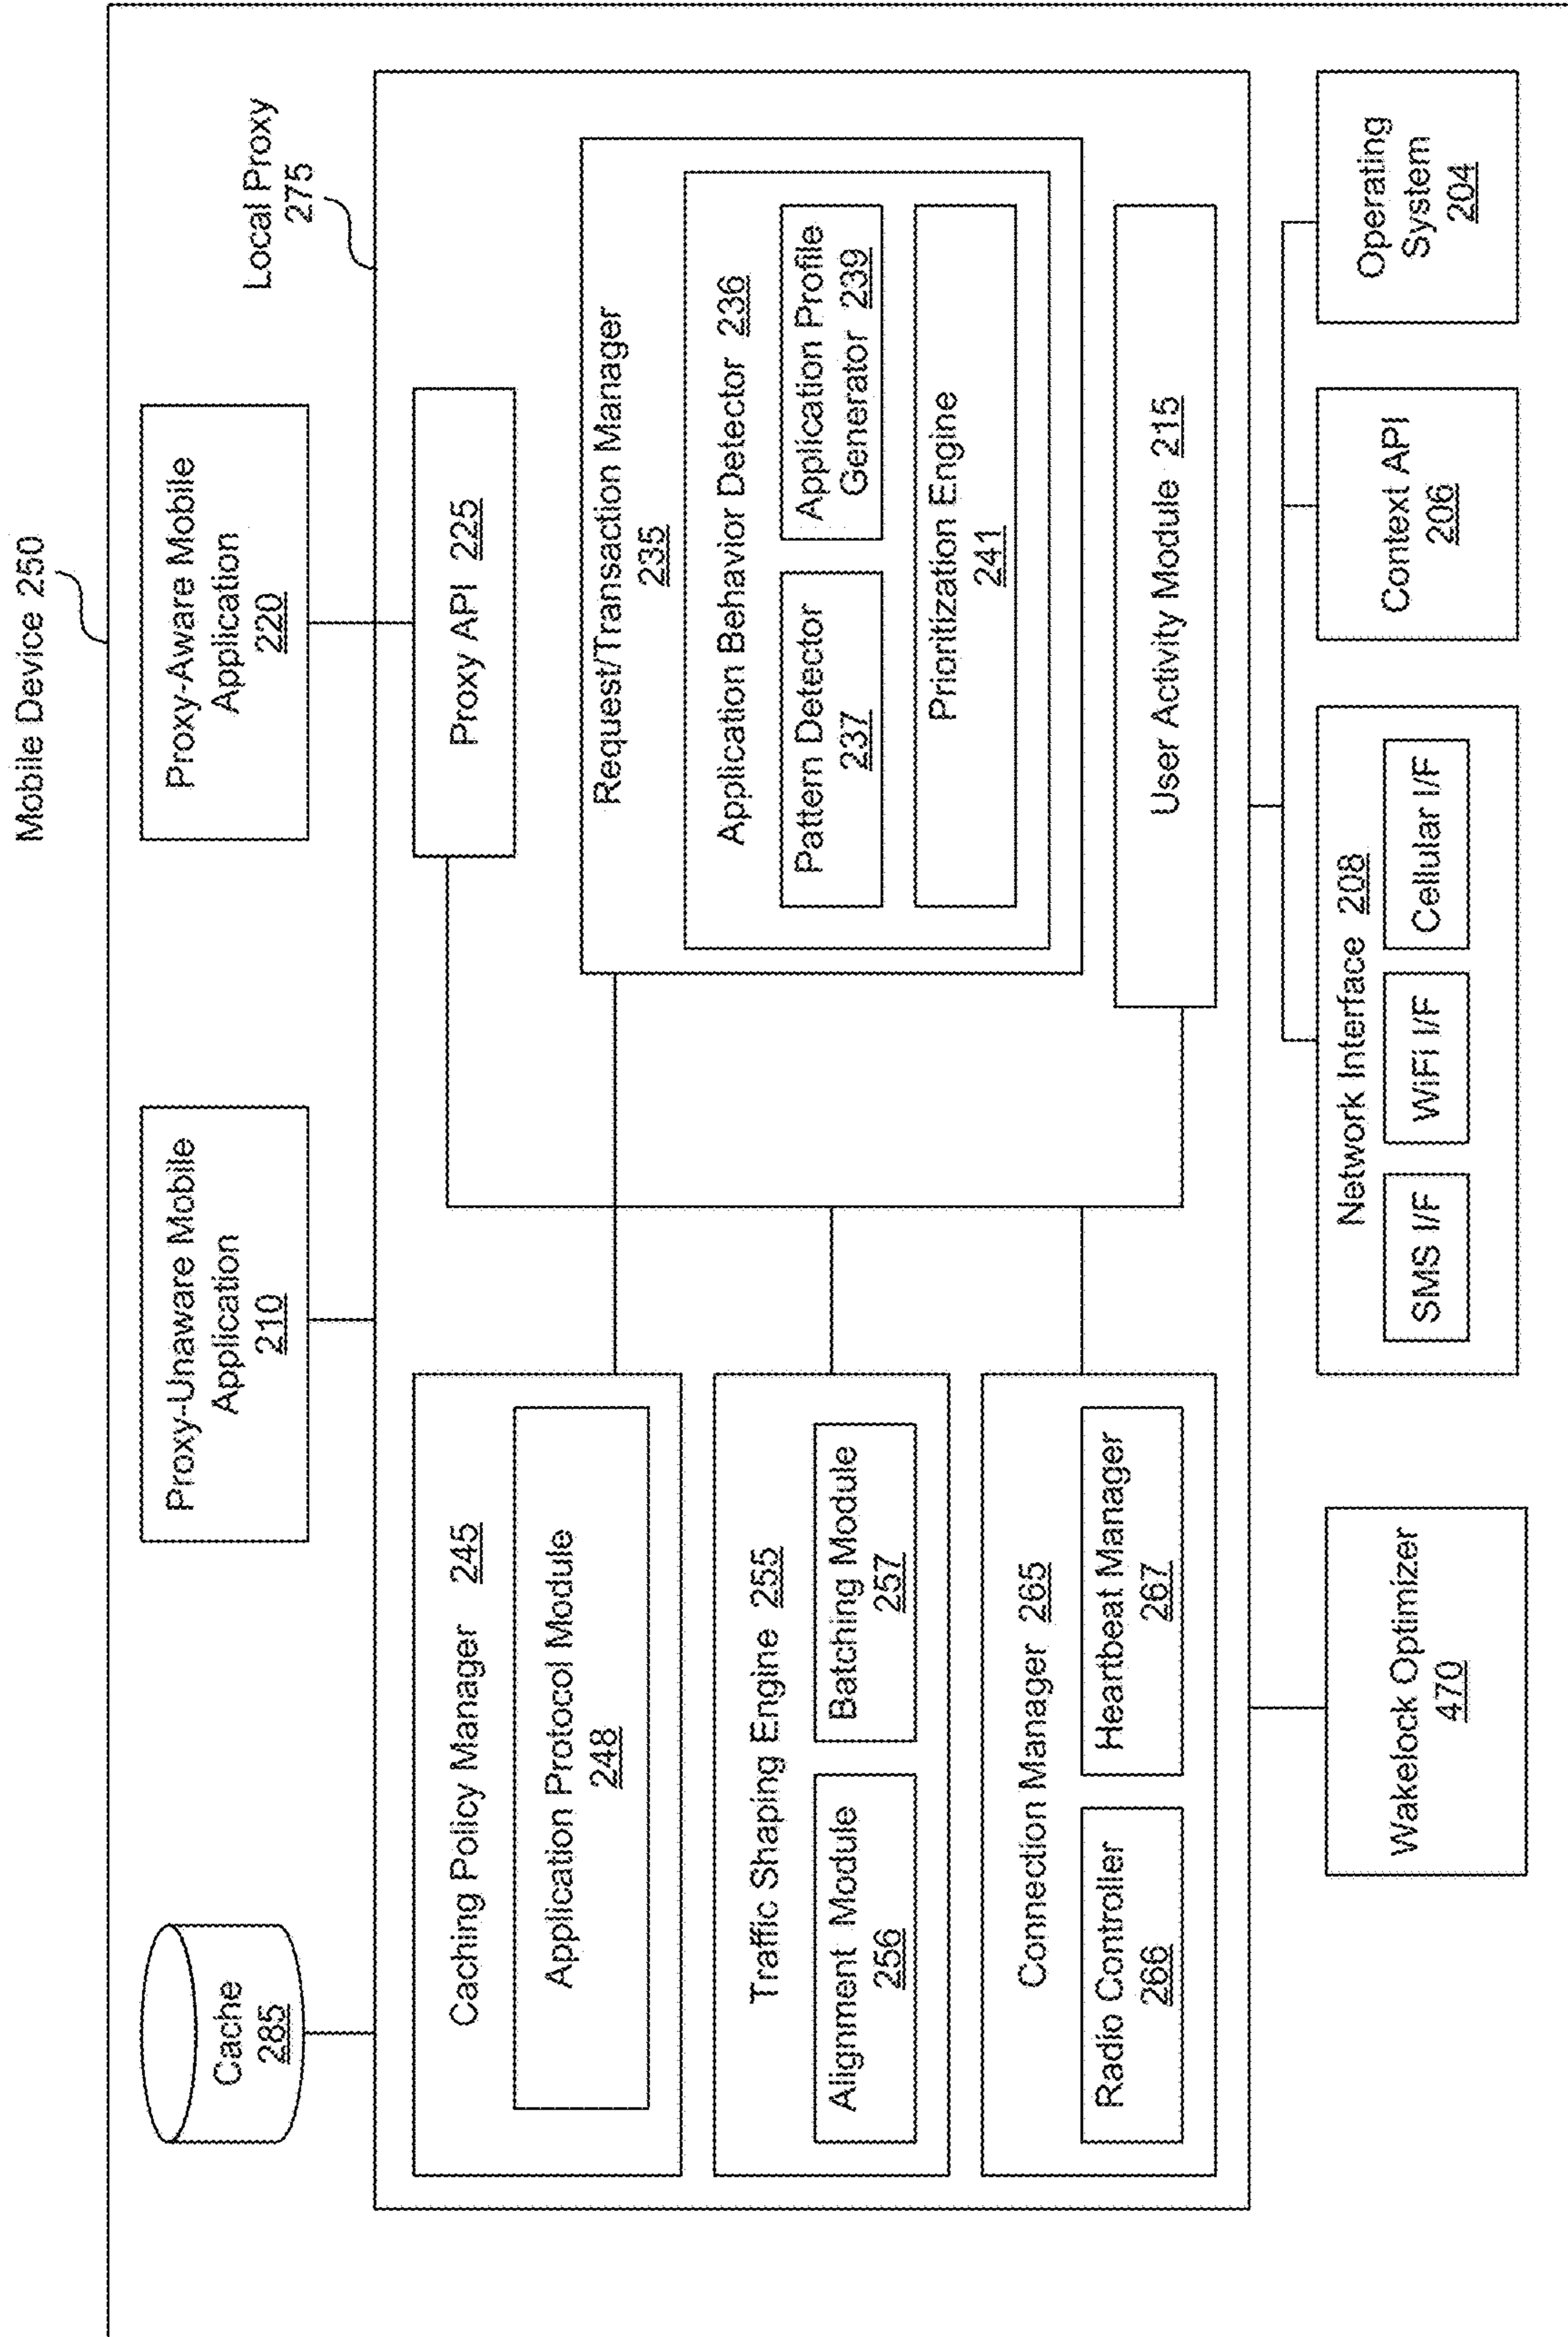 Mobile Device 250
Local Proxy
275
Cache
285
Proxy-Unaware Mobile
Application
210
Proxy-Aware Mobile
Application
220
Caching Policy Manager 245
Application Protocol Module
248
Traffic Shaping Engine 255
Alignment Module
256
Batching Module
257
Connection Manager 265
Radio Controller
266
Heartbeat Manager
267
Proxy API 225
Request/Transaction Manager
235
Application Behavior Detector 236
Pattern Detector
237
Application Profile
Generator 239
Prioritization Engine
241
User Activity Module 215
Wakelock Optimizer
470
Network Interface 208
SMS I/F
WiFi I/F
Cellular I/F
Context API
206
Operating
System
204